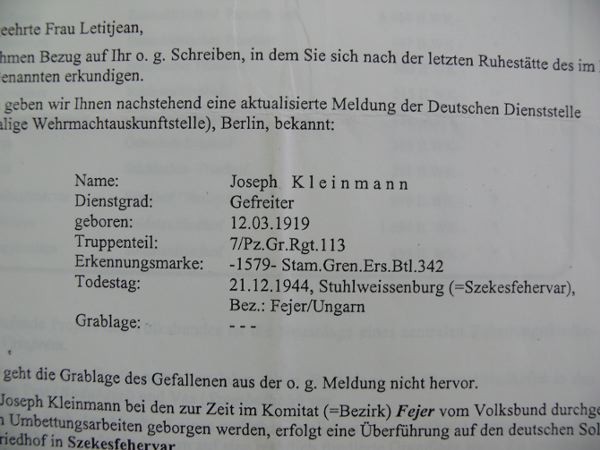 eehrte Frau Letitjean,
hmen Bezug auf Ihr o. g. Schreiben, in dem Sie sich nach der letzten Ruhestätte des im
enannten erkundigen.
geben wir Ihnen nachstehend eine aktualisierte Meldung der Deutschen Dienststelle
alige Wehrmachtauskunftstelle), Berlin, bekannt:
Name: Joseph Kleinmann
Dienstgrad: Gefreiter
geboren: 12.03.1919
Truppenteil: 7/Pz.Gr.Rgt.113
Erkennungsmarke: -1579- Stam.Gren.Ers.Btl.342
Todestag: 21.12.1944, Stuhlweissenburg (=Szekesfehervar),
Bez.: Fejer/Ungarn
Grablage: - - -
geht die Grablage des Gefallenen aus der o. g. Meldung nicht hervor.
Joseph Kleinmann bei den zur Zeit im Komitat (=Bezirk) Fejer vom Volksbund durchge
n Umbettungsarbeiten geborgen werden, erfolgt eine Überführung auf den deutschen Sol
riedhof in Szekesfehervar